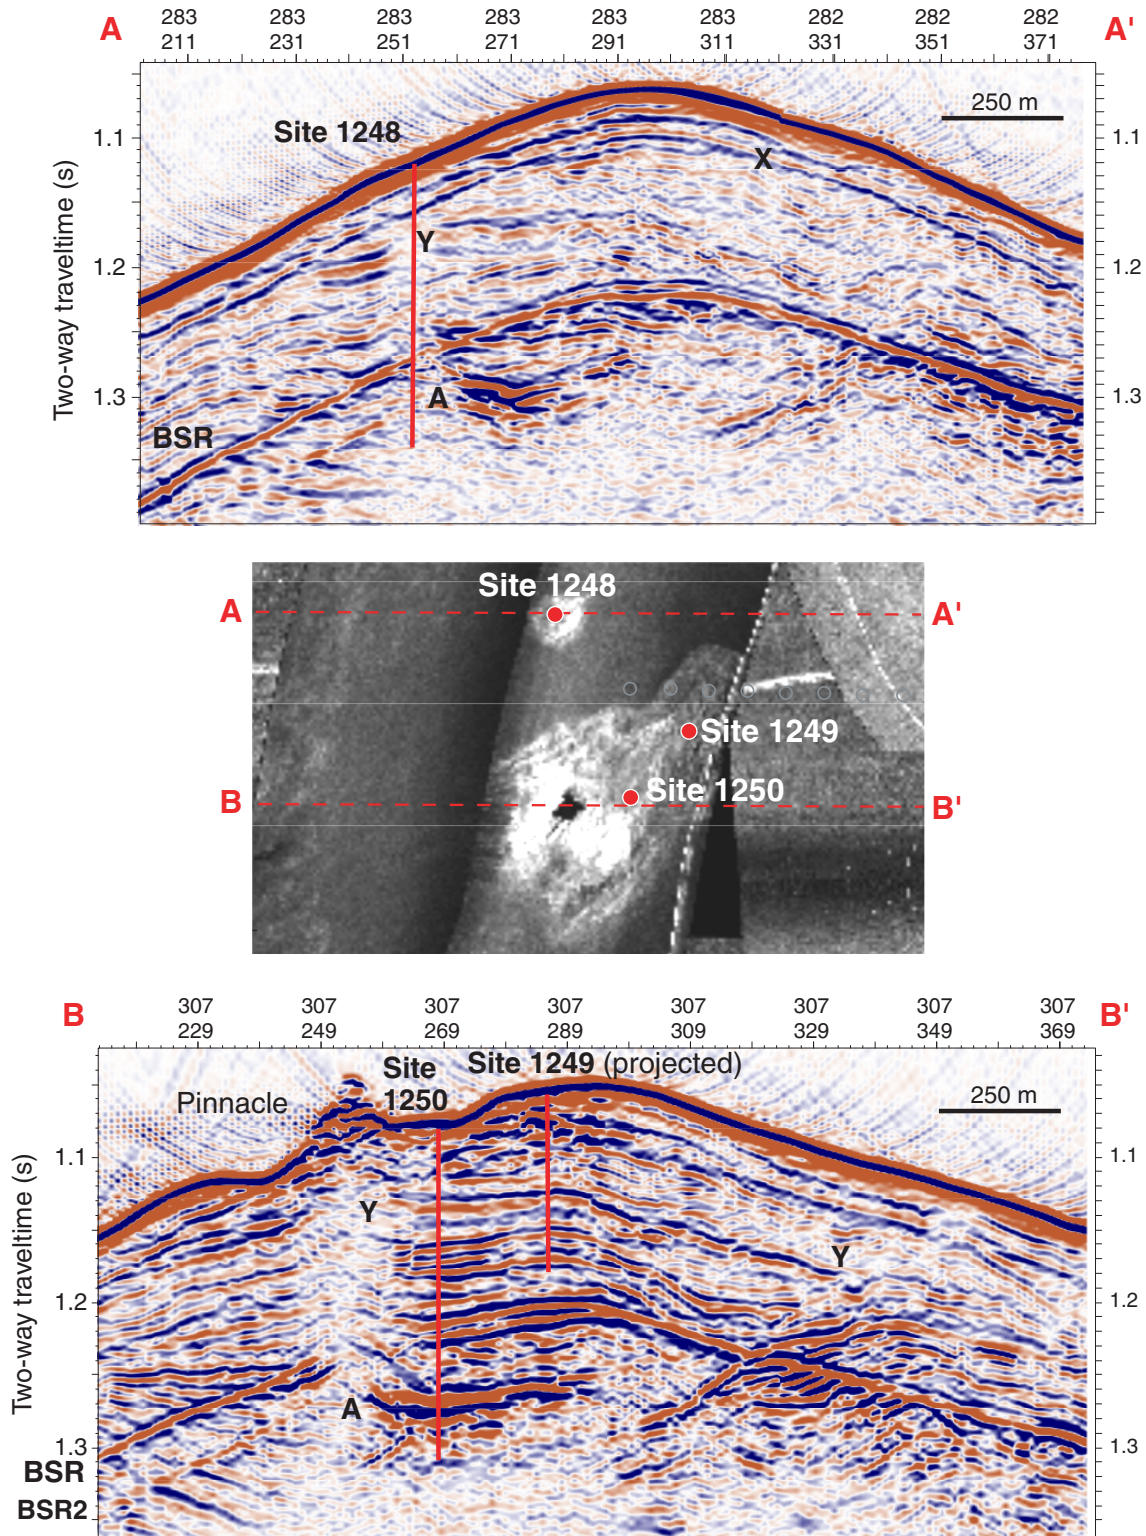 A 283 283 283 283 283 283 282 282 282 A'
211 231 251 271 291 311 331 351 371
250 m
Site 1248
1.1 1.1
X
Y
1.2 1.2
Two-way traveltime (s)
A
1.3 1.3
BSR
Site 1248
A A'
Site 1249
Site 1250
B B'
B 307 307 307 307 307 307 307 307 B'
229 249 269 289 309 329 349 369
Site 1249 (projected)
Site
1250
Pinnacle
250 m
1.1 1.1
Y
Y
1.2 1.2
Two-way traveltime (s)
A
1.3 1.3
BSR
BSR2